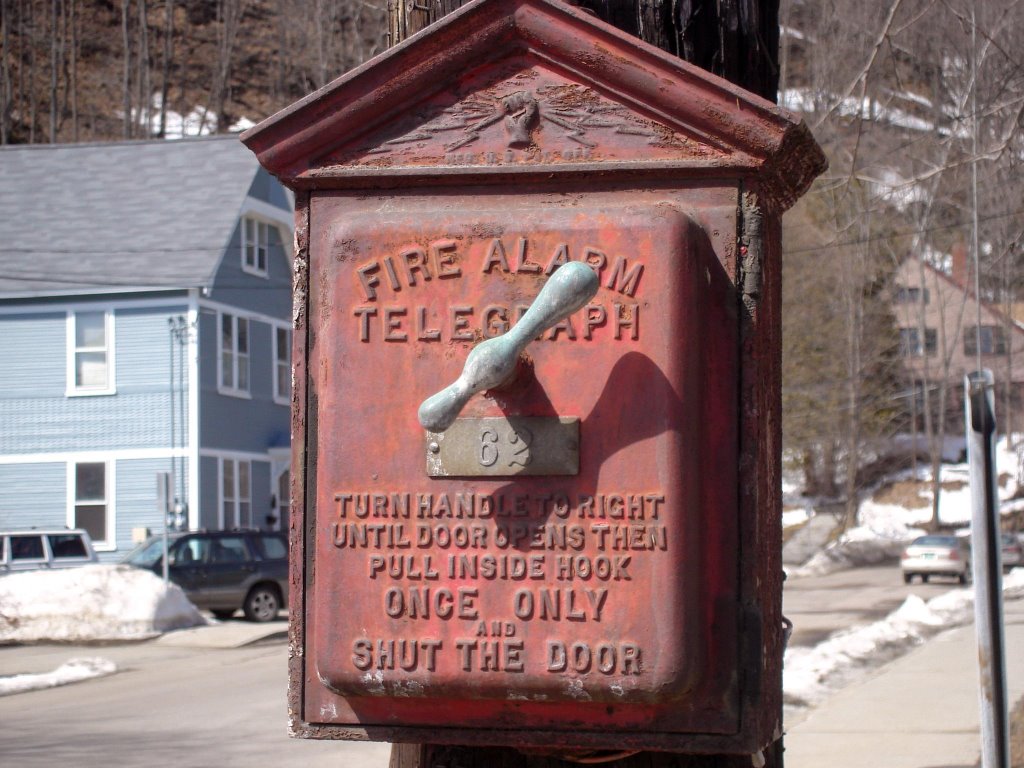 FIRE ALARM
TELEGRAPH
62
TURN HANDLE TO RIGHT
UNTIL DOOR OPENS THEN
PULL INSIDE HOOK
ONCE ONLY
AND
SHUT THE DOOR